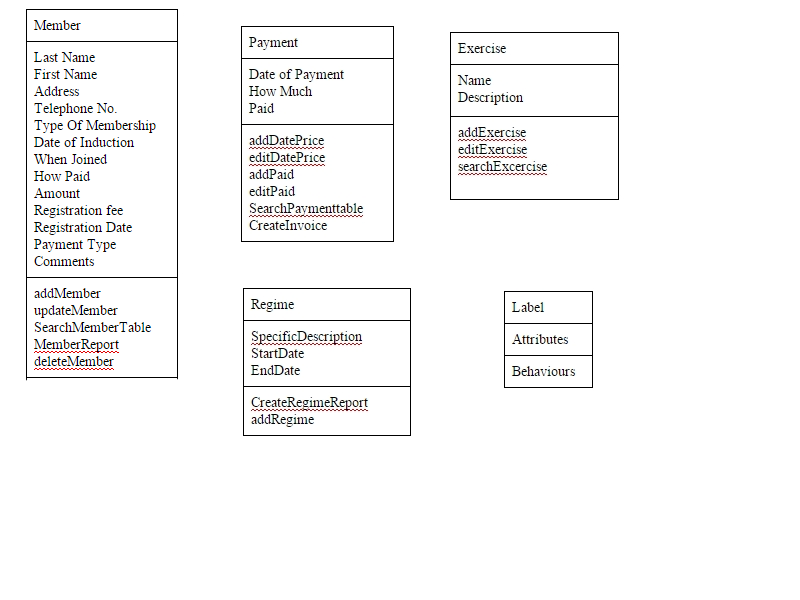 Member
Last Name
First Name
Address
Telephone No.
Type Of Membership
Date of Induction
When Joined
How Paid
Amount
Registration fee
Registration Date
Payment Type
Comments
addMember
updateMember
SearchMemberTable
MemberReport
deleteMember
Payment
Date of Payment
How Much
Paid
addDatePrice
editDatePrice
addPaid
editPaid
SearchPaymenttable
CreateInvoice
Exercise
Name
Description
addExercise
editExercise
searchExcercise
Regime
SpecificDescription
StartDate
EndDate
CreateRegimeReport
addRegime
Label
Attributes
Behaviours